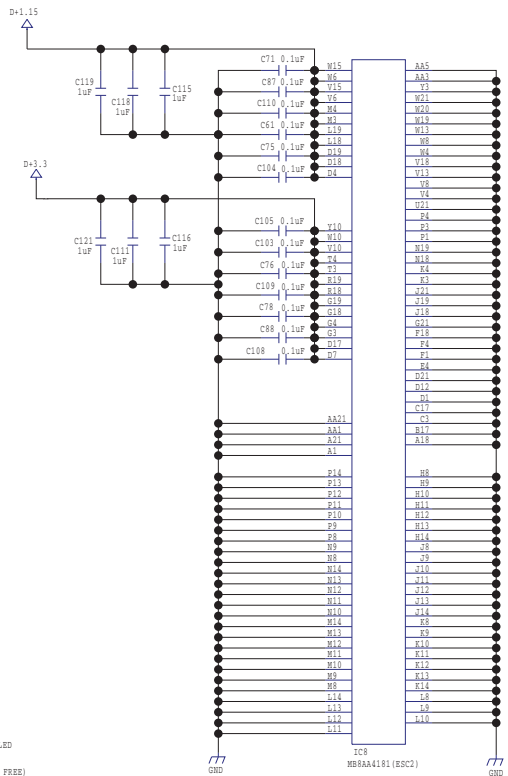 D+1.15
C71 0.1uF
W15
AA5
W6
AA3
C119
1uF
C118
1uF
C115
1uF
C87 0.1uF
V15
Y3
V6
W21
C110 0.1uF
M4
W20
M3
W19
C61 0.1uF
L19
W13
L18
W8
C75 0.1uF
D19
W4
D18
V18
C104 0.1uF
D4
V13
D+3.3
V8
V4
U21
P4
C105 0.1uF
Y10
P3
W10
P1
C121
1uF
C111
1uF
C116
1uF
C103 0.1uF
V10
N19
T4
N18
C76 0.1uF
T3
K4
R19
K3
C109 0.1uF
R18
J21
G19
J19
C78 0.1uF
G18
J18
G4
G21
C88 0.1uF
G3
F18
D17
F4
C108 0.1uF
D7
F1
E4
D21
D12
D1
C17
AA21
C3
AA1
B17
A21
A18
A1
P14
H8
P13
H9
P12
H10
P11
H11
P10
H12
P9
H13
P8
H14
N9
J8
N8
J9
N14
J10
N13
J11
N12
J12
N11
J13
N10
J14
M14
K8
M13
K9
M12
K10
M11
K11
M10
K12
M9
K13
M8
K14
L14
L8
L13
L9
L12
L10
L11
LED
IC8
MB8AA4181(ESC2)
GND
GND
FREE)